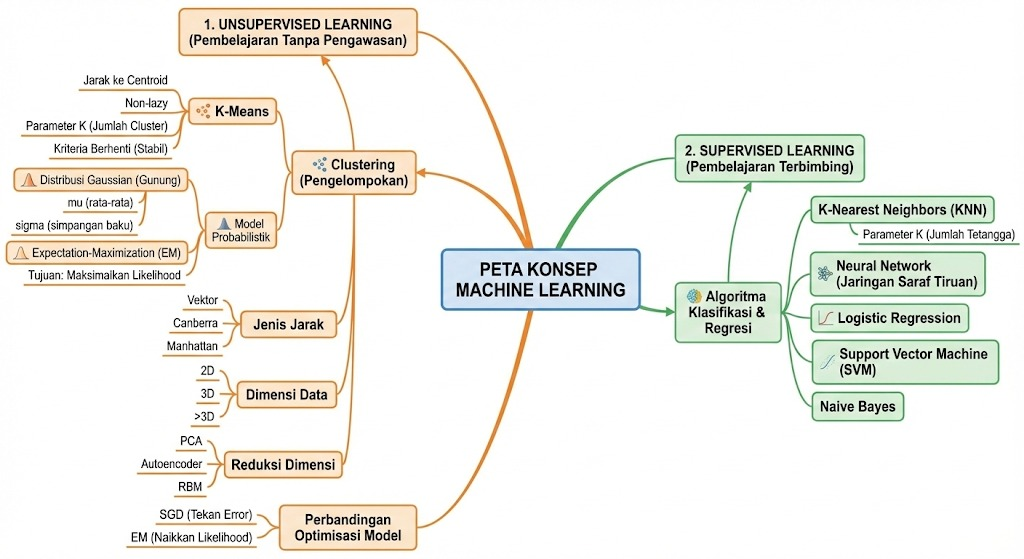 1. UNSUPERVISED LEARNING
(Pembelajaran Tanpa Pengawasan)
Jarak ke Centroid
Non-lazy
Parameter K (Jumlah Cluster)
Kriteria Berhenti (Stabil)
K-Means
Clustering
(Pengelompokan)
Distribusi Gaussian (Gunung)
mu (rata-rata)
sigma (simpangan baku)
Expectation-Maximization (EM)
Tujuan: Maksimalkan Likelihood
Model
Probabilistik
Vektor
Canberra
Manhattan
Jenis Jarak
2D
3D
>3D
Dimensi Data
PCA
Autoencoder
RBM
Reduksi Dimensi
SGD (Tekan Error)
EM (Naikkan Likelihood)
Perbandingan
Optimisasi Model
PETA KONSEP
MACHINE LEARNING
2. SUPERVISED LEARNING
(Pembelajaran Terbimbing)
Algoritma
Klasifikasi &
Regresi
K-Nearest Neighbors (KNN)
Parameter K (Jumlah Tetangga)
Neural Network
(Jaringan Saraf Tiruan)
Logistic Regression
Support Vector Machine
(SVM)
Naive Bayes